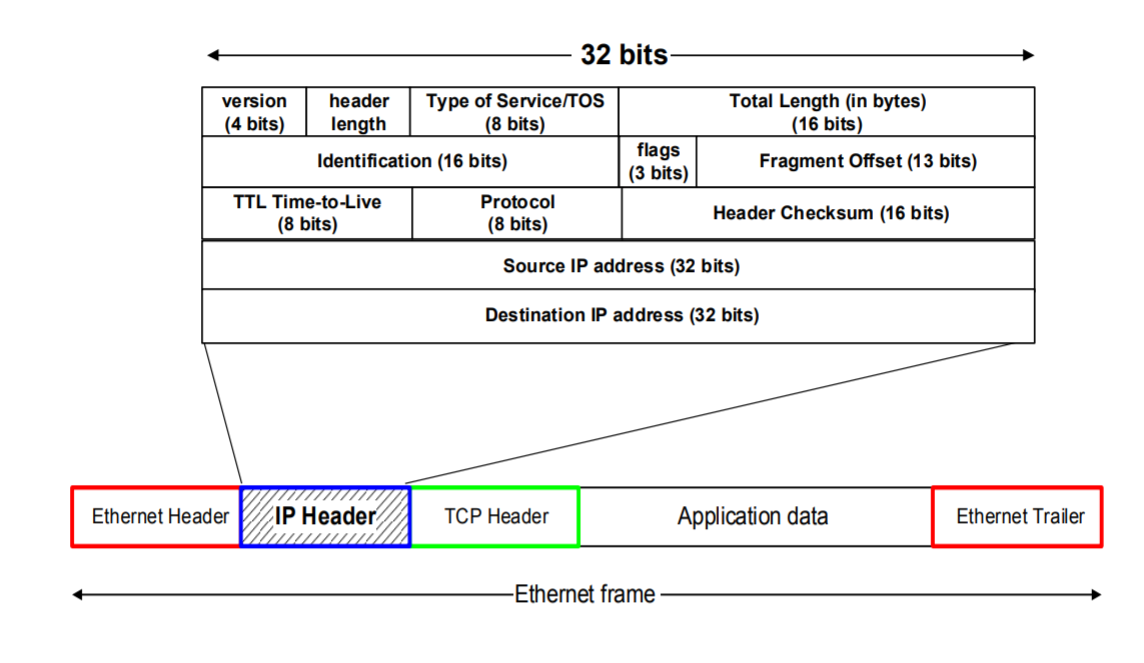 32 bits
version
(4 bits)
header
length
Type of Service/TOS
(8 bits)
Total Length (in bytes)
(16 bits)
Identification (16 bits)
flags
(3 bits)
Fragment Offset (13 bits)
TTL Time-to-Live
(8 bits)
Protocol
(8 bits)
Header Checksum (16 bits)
Source IP address (32 bits)
Destination IP address (32 bits)
Ethernet Header
IP Header
TCP Header
Application data
Ethernet Trailer
Ethernet frame